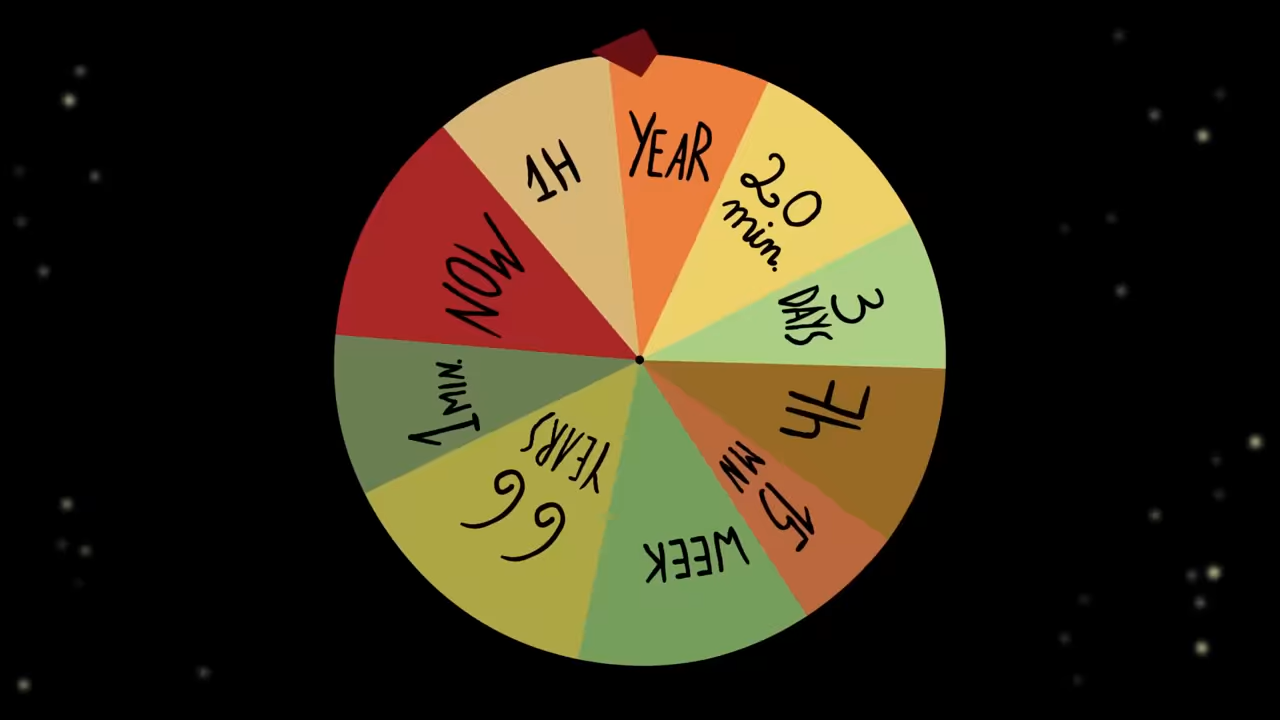 YEAR
20
min.
3
DAYS
7h
15
MIN
WEEK
66
YEARS
1 MIN.
NOW
1H